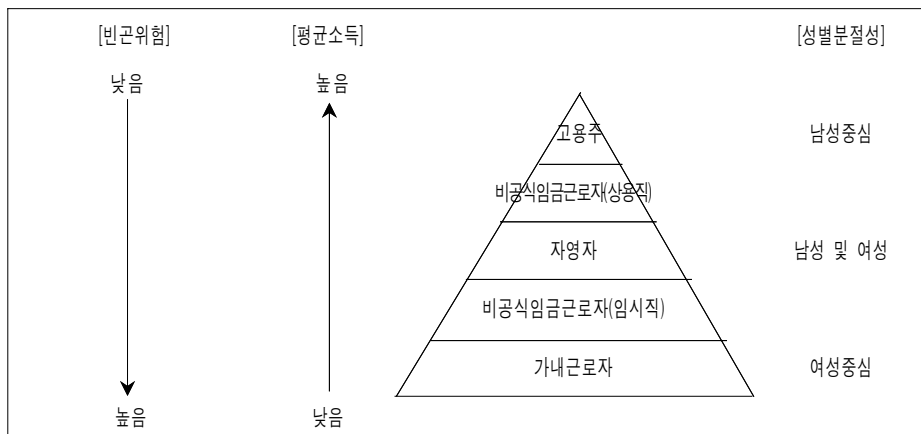 [빈곤위험] [평균소득] [성별분절성]
낮음 높음
고용주 남성중심
비공식임금근로자(상용직)
자영자 남성 및 여성
비공식임금근로자(임시직)
가내근로자 여성중심
높음 낮음